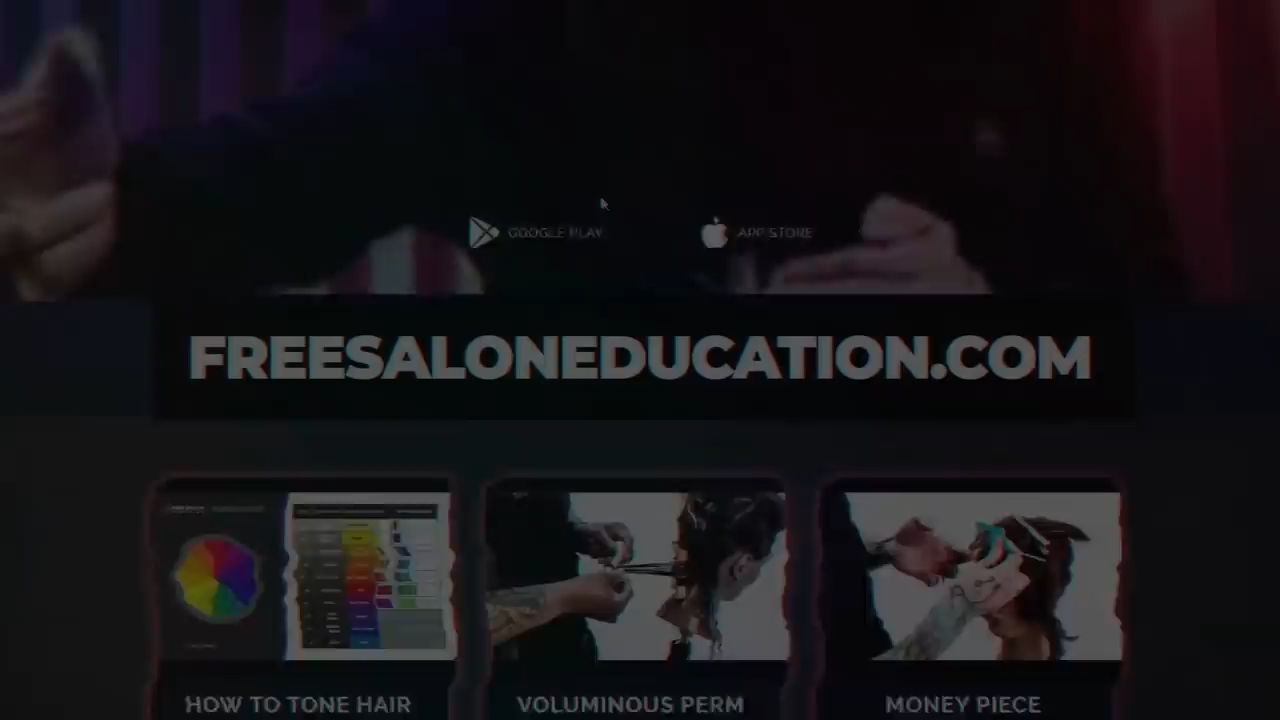 GOOGLE PLAY
APP STORE
FREESALONEDUCATION.COM
HOW TO TONE HAIR
VOLUMINOUS PERM
MONEY PIECE